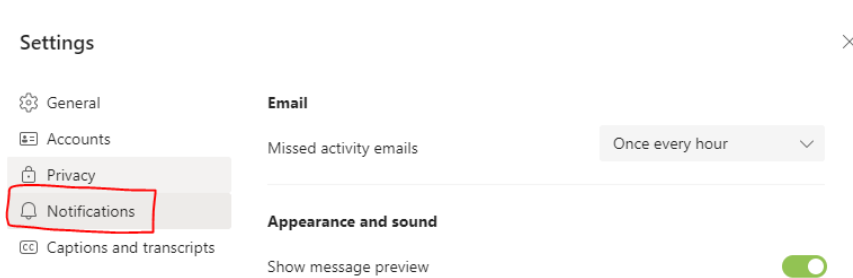 Settings
General
Accounts
Privacy
Notifications
CC Captions and transcripts
Email
Missed activity emails
Once every hour
Appearance and sound
Show message preview